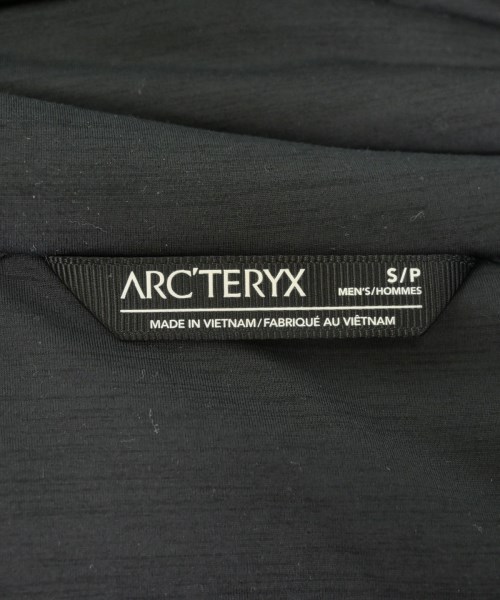 ARC'TERYX
S/P
MEN'S/HOMMES
MADE IN VIETNAM/FABRIQUÉ AU VIÊTNAM